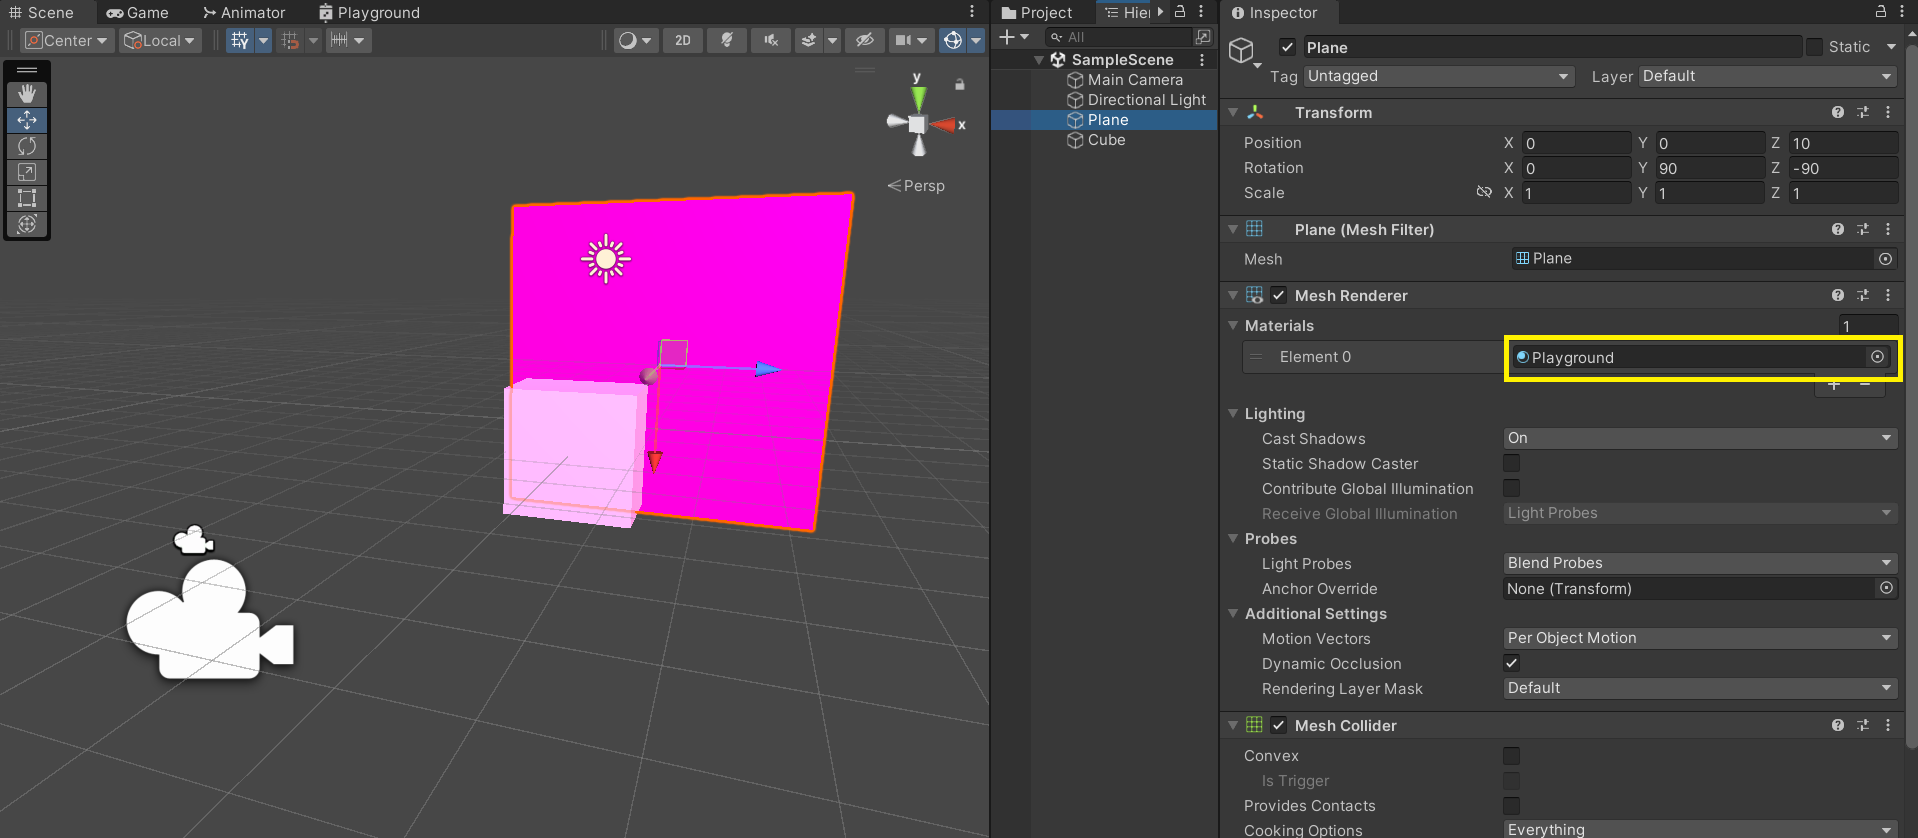 Scene Game Animator Playground
Center Local 2D
y
x
Persp
Project Hie
All
SampleScene
Main Camera
Directional Light
Plane
Cube
Inspector
Plane Static
Tag Untagged Layer Default
Transform
Position X 0 Y 0 Z 10
Rotation X 0 Y 90 Z -90
Scale X 1 Y 1 Z 1
Plane (Mesh Filter)
Mesh Plane
Mesh Renderer
Materials 1
Element 0 Playground
Lighting
Cast Shadows On
Static Shadow Caster
Contribute Global Illumination
Receive Global Illumination Light Probes
Probes
Light Probes Blend Probes
Anchor Override None (Transform)
Additional Settings
Motion Vectors Per Object Motion
Dynamic Occlusion
Rendering Layer Mask Default
Mesh Collider
Convex
Is Trigger
Provides Contacts
Cooking Options Everything